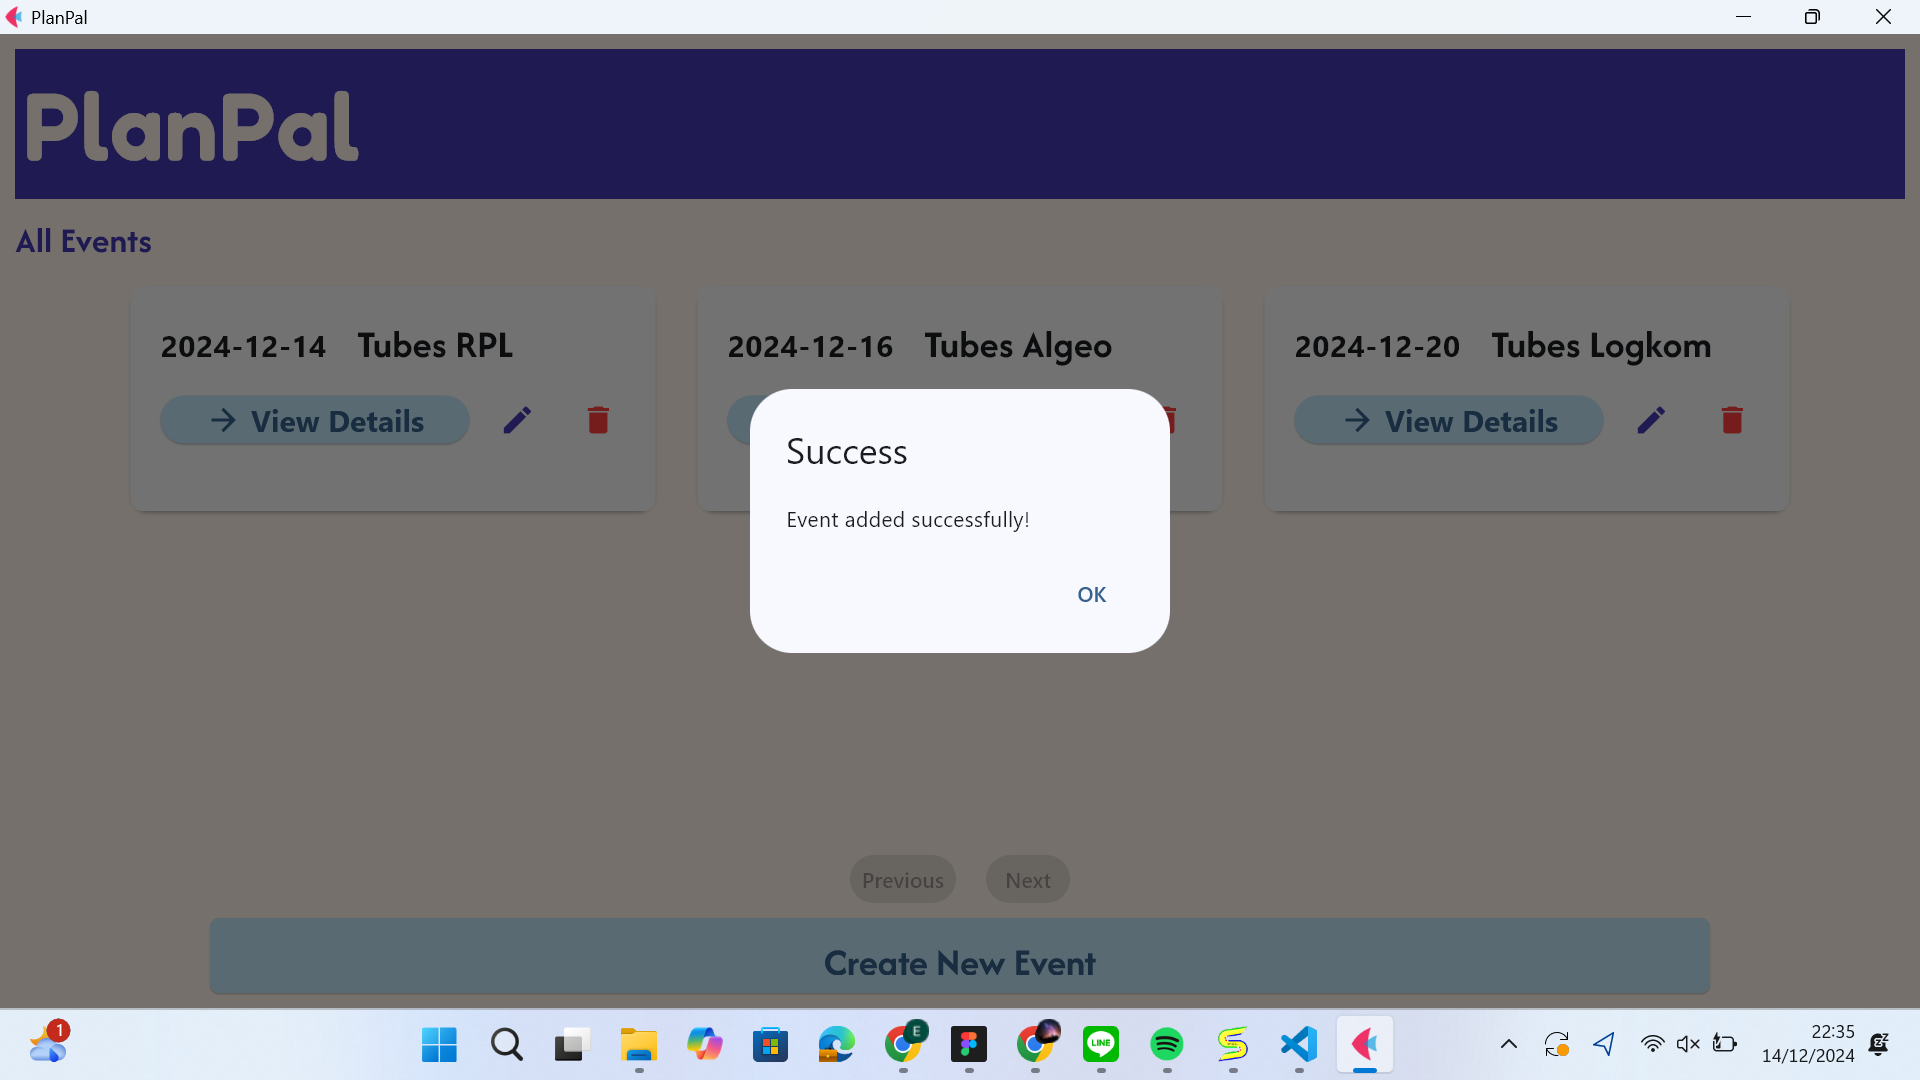 PlanPal
PlanPal
All Events
2024-12-14 Tubes RPL
2024-12-16 Tubes Algeo
2024-12-20 Tubes Logkom
View Details
View Details
Success
Event added successfully!
OK
Previous
Next
Create New Event
1
E
LINE
22:35
14/12/2024